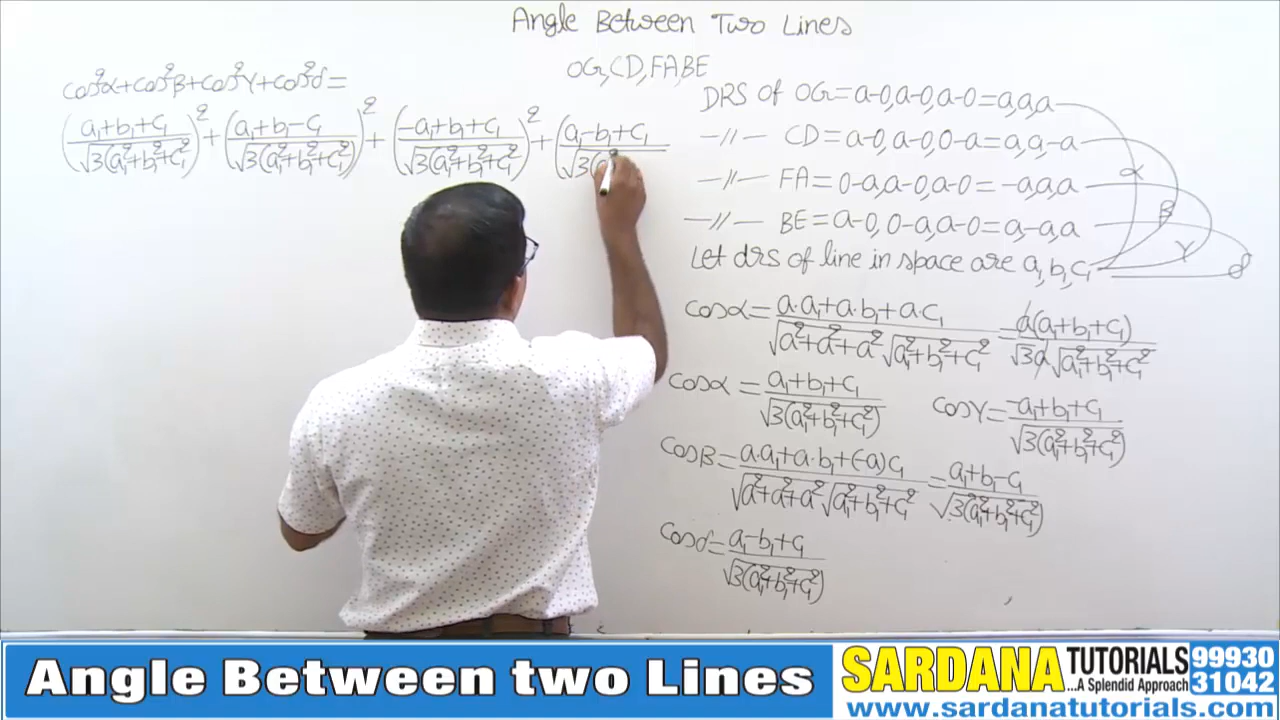 Angle Between Two Lines
OG, CD, FA, BE
cos²α+cos²β+cos²γ+cos²δ=
((a₁+b₁+c₁)/√3(a₁²+b₁²+c₁²))² + ((a₁+b₁-c₁)/√3(a₁²+b₁²+c₁²))² + ((-a₁+b₁+c₁)/√3(a₁²+b₁²+c₁²))² + ((a₁-b₁+c₁)/√3(
DRS of OG = a-0, a-0, a-0 = a, a, a
-〃- CD = a-0, a-0, 0-a = a, a, -a
-〃- FA = 0-a, a-0, a-0 = -a, a, a
-〃- BE = a-0, 0-a, a-0 = a, -a, a
α
β
γ
δ
Let drs of line in space are a₁, b₁, c₁
cosα = (a·a₁+a·b₁+a·c₁)/(√a²+a²+a² √a₁²+b₁²+c₁²) = a(a₁+b₁+c₁)/(√3a √a₁²+b₁²+c₁²)
cosα = (a₁+b₁+c₁)/√3(a₁²+b₁²+c₁²)
cosγ = (-a₁+b₁+c₁)/√3(a₁²+b₁²+c₁²)
cosβ = (a·a₁+a·b₁+(-a)c₁)/(√a²+a²+a² √a₁²+b₁²+c₁²) = (a₁+b₁-c₁)/√3(a₁²+b₁²+c₁²)
cosδ = (a₁-b₁+c₁)/√3(a₁²+b₁²+c₁²)
Angle Between two Lines
SARDANA TUTORIALS 99930
...A Splendid Approach 31042
www.sardanatutorials.com